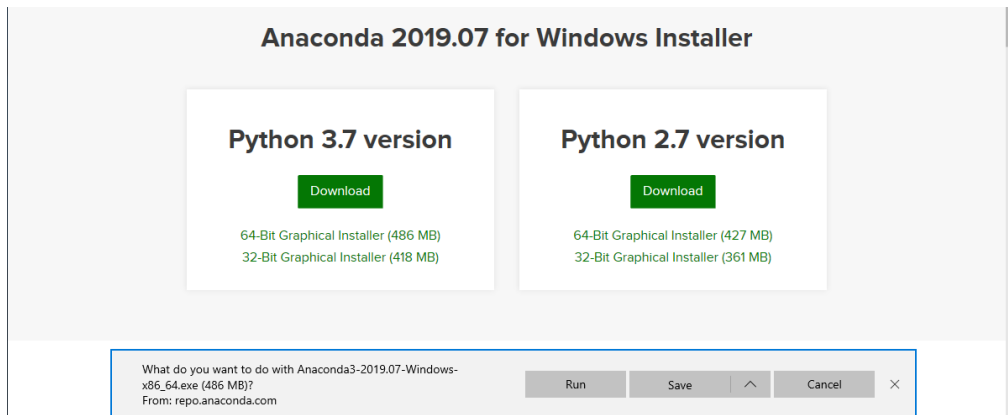 Anaconda 2019.07 for Windows Installer
Python 3.7 version
Download
64-Bit Graphical Installer (486 MB)
32-Bit Graphical Installer (418 MB)
Python 2.7 version
Download
64-Bit Graphical Installer (427 MB)
32-Bit Graphical Installer (361 MB)
What do you want to do with Anaconda3-2019.07-Windows-
x86_64.exe (486 MB)?
From: repo.anaconda.com
Run
Save
Cancel